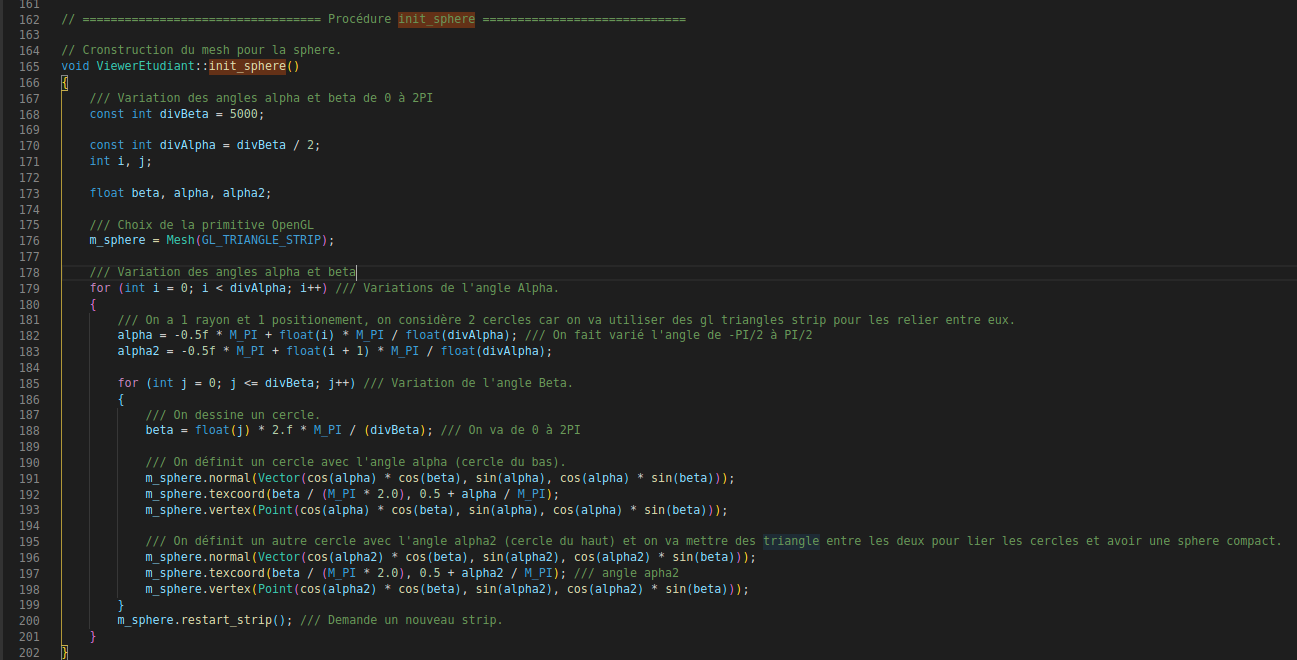 161
162 // ================================== Procédure init_sphere =============================
163
164 // Cronstruction du mesh pour la sphere.
165 void ViewerEtudiant::init_sphere()
166 {
167 /// Variation des angles alpha et beta de 0 à 2PI
168 const int divBeta = 5000;
169
170 const int divAlpha = divBeta / 2;
171 int i, j;
172
173 float beta, alpha, alpha2;
174
175 /// Choix de la primitive OpenGL
176 m_sphere = Mesh(GL_TRIANGLE_STRIP);
177
178 /// Variation des angles alpha et beta
179 for (int i = 0; i < divAlpha; i++) /// Variations de l'angle Alpha.
180 {
181 /// On a 1 rayon et 1 positionement, on considère 2 cercles car on va utiliser des gl triangles strip pour les relier entre eux.
182 alpha = -0.5f * M_PI + float(i) * M_PI / float(divAlpha); /// On fait varié l'angle de -PI/2 à PI/2
183 alpha2 = -0.5f * M_PI + float(i + 1) * M_PI / float(divAlpha);
184
185 for (int j = 0; j <= divBeta; j++) /// Variation de l'angle Beta.
186 {
187 /// On dessine un cercle.
188 beta = float(j) * 2.f * M_PI / (divBeta); /// On va de 0 à 2PI
189
190 /// On définit un cercle avec l'angle alpha (cercle du bas).
191 m_sphere.normal(Vector(cos(alpha) * cos(beta), sin(alpha), cos(alpha) * sin(beta)));
192 m_sphere.texcoord(beta / (M_PI * 2.0), 0.5 + alpha / M_PI);
193 m_sphere.vertex(Point(cos(alpha) * cos(beta), sin(alpha), cos(alpha) * sin(beta)));
194
195 /// On définit un autre cercle avec l'angle alpha2 (cercle du haut) et on va mettre des triangle entre les deux pour lier les cercles et avoir une sphere compact.
196 m_sphere.normal(Vector(cos(alpha2) * cos(beta), sin(alpha2), cos(alpha2) * sin(beta)));
197 m_sphere.texcoord(beta / (M_PI * 2.0), 0.5 + alpha2 / M_PI); /// angle apha2
198 m_sphere.vertex(Point(cos(alpha2) * cos(beta), sin(alpha2), cos(alpha2) * sin(beta)));
199 }
200 m_sphere.restart_strip(); /// Demande un nouveau strip.
201 }
202 }